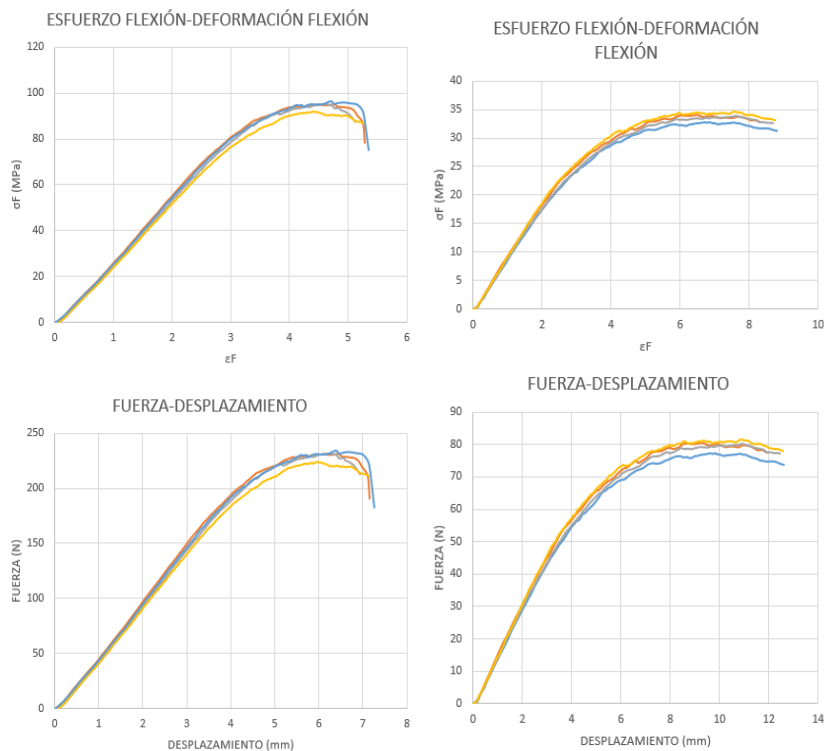 ESFUERZO FLEXIÓN-DEFORMACIÓN FLEXIÓN
120
100
80
60
40
20
0
σF (MPa)
0 1 2 3 4 5 6
εF
ESFUERZO FLEXIÓN-DEFORMACIÓN
FLEXIÓN
40
35
30
25
20
15
10
5
0
σF (MPa)
0 2 4 6 8 10
εF
FUERZA-DESPLAZAMIENTO
250
200
150
100
50
0
FUERZA (N)
0 1 2 3 4 5 6 7 8
DESPLAZAMIENTO (mm)
FUERZA-DESPLAZAMIENTO
90
80
70
60
50
40
30
20
10
0
FUERZA (N)
0 2 4 6 8 10 12 14
DESPLAZAMIENTO (mm)